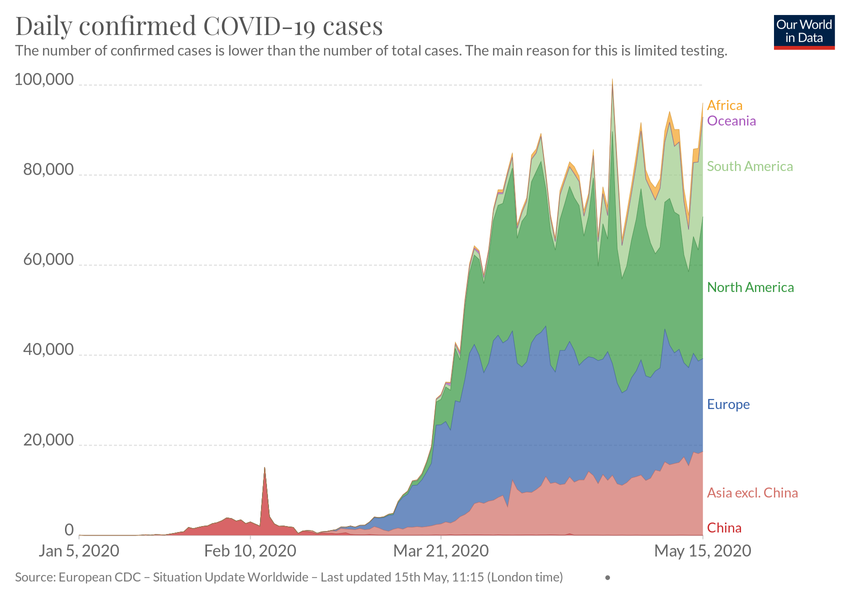 Daily confirmed COVID-19 cases
Our World
in Data
The number of confirmed cases is lower than the number of total cases. The main reason for this is limited testing.
100,000
80,000
60,000
40,000
20,000
0
Africa
Oceania
South America
North America
Europe
Asia excl. China
China
Jan 5, 2020
Feb 10, 2020
Mar 21, 2020
May 15, 2020
Source: European CDC – Situation Update Worldwide – Last updated 15th May, 11:15 (London time)